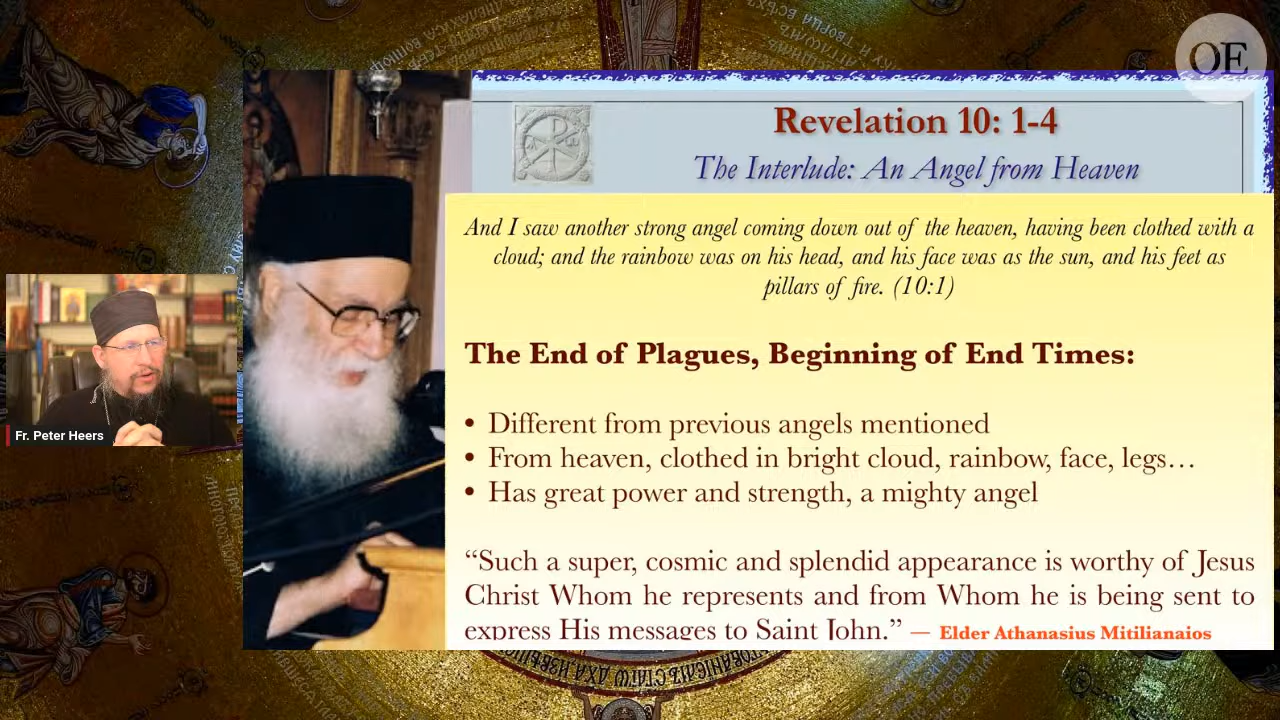 OE
Revelation 10: 1-4
The Interlude: An Angel from Heaven
And I saw another strong angel coming down out of the heaven, having been clothed with a
cloud; and the rainbow was on his head, and his face was as the sun, and his feet as
pillars of fire. (10:1)
The End of Plagues, Beginning of End Times:
• Different from previous angels mentioned
• From heaven, clothed in bright cloud, rainbow, face, legs…
• Has great power and strength, a mighty angel
“Such a super, cosmic and splendid appearance is worthy of Jesus
Christ Whom he represents and from Whom he is being sent to
express His messages to Saint John.” — Elder Athanasius Mitilianaios
Fr. Peter Heers